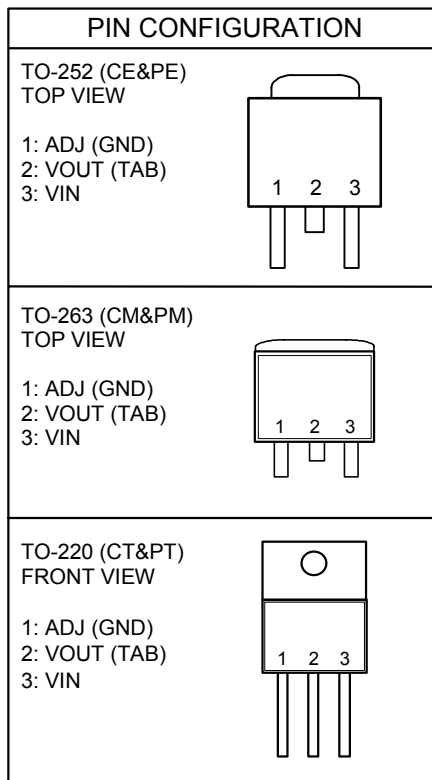 PIN CONFIGURATION
TO-252 (CE&PE)
TOP VIEW
1: ADJ (GND)
2: VOUT (TAB)
3: VIN
1 2 3
TO-263 (CM&PM)
TOP VIEW
1: ADJ (GND)
2: VOUT (TAB)
3: VIN
1 2 3
TO-220 (CT&PT)
FRONT VIEW
1: ADJ (GND)
2: VOUT (TAB)
3: VIN
1 2 3